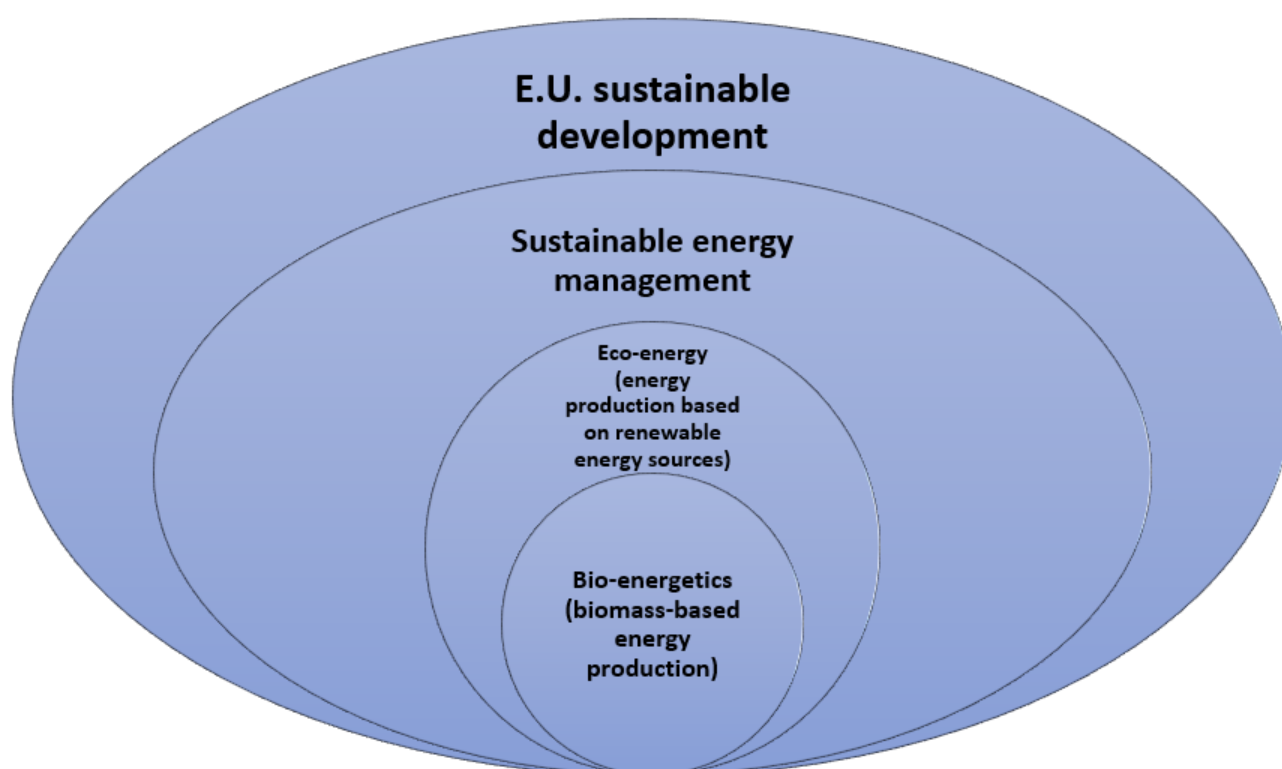 E.U. sustainable
development
Sustainable energy
management
Eco-energy
(energy
production based
on renewable
energy sources)
Bio-energetics
(biomass-based
energy
production)